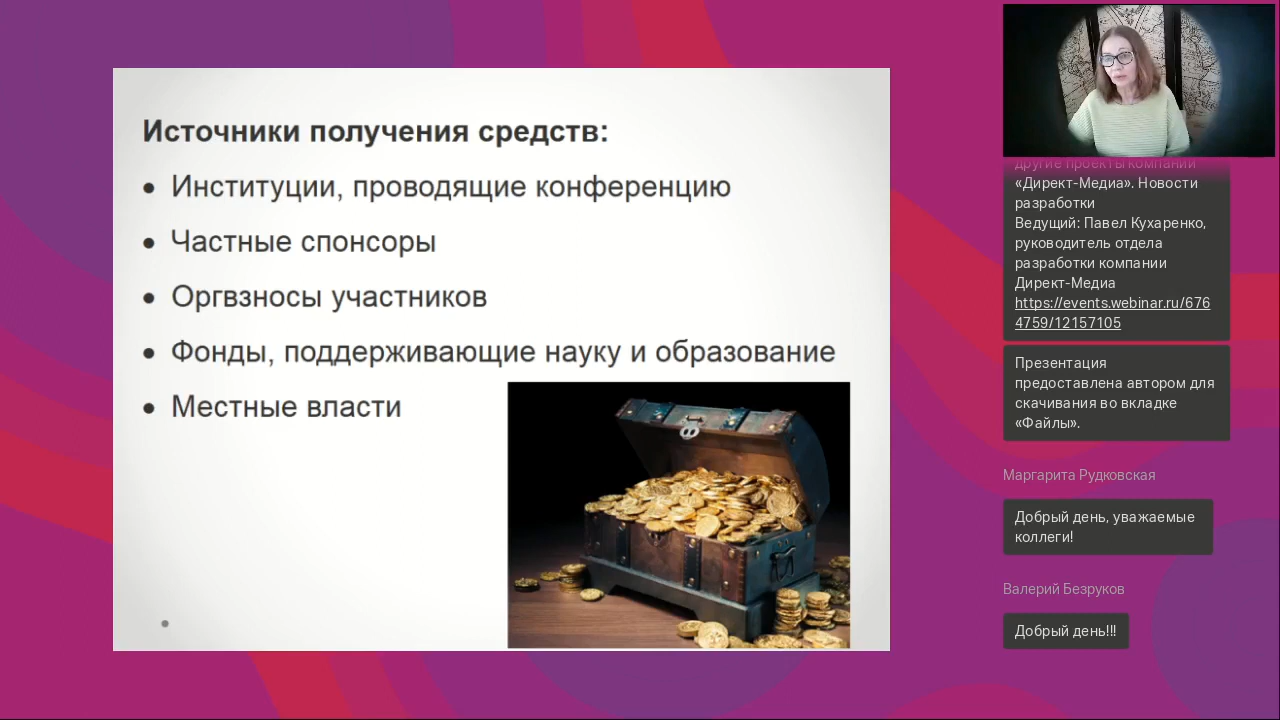 Источники получения средств:
• Институции, проводящие конференцию
• Частные спонсоры
• Оргвзносы участников
• Фонды, поддерживающие науку и образование
• Местные власти
другие проекты компании
«Директ-Медиа». Новости
разработки
Ведущий: Павел Кухаренко,
руководитель отдела
разработки компании
Директ-Медиа
https://events.webinar.ru/676
4759/12157105
Презентация
предоставлена автором для
скачивания во вкладке
«Файлы».
Маргарита Рудковская
Добрый день, уважаемые
коллеги!
Валерий Безруков
Добрый день!!!